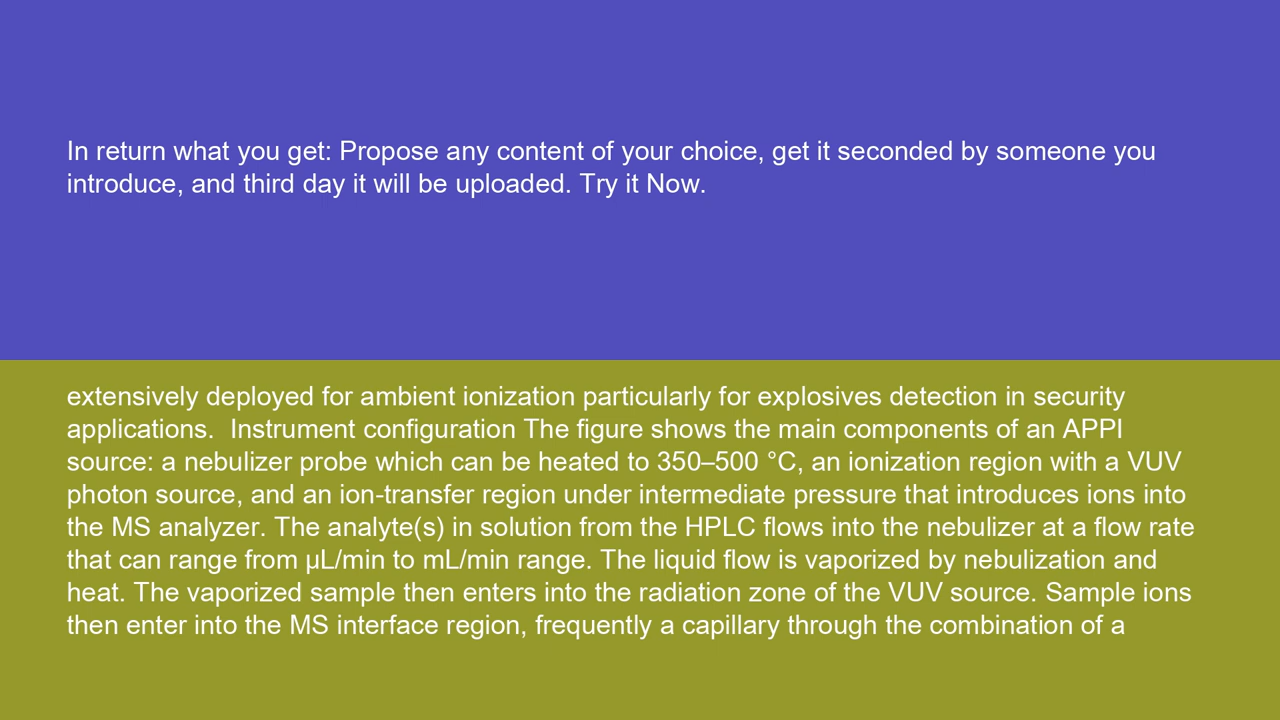 In return what you get: Propose any content of your choice, get it seconded by someone you
introduce, and third day it will be uploaded. Try it Now.
extensively deployed for ambient ionization particularly for explosives detection in security
applications.  Instrument configuration The figure shows the main components of an APPI
source: a nebulizer probe which can be heated to 350–500 °C, an ionization region with a VUV
photon source, and an ion-transfer region under intermediate pressure that introduces ions into
the MS analyzer. The analyte(s) in solution from the HPLC flows into the nebulizer at a flow rate
that can range from µL/min to mL/min range. The liquid flow is vaporized by nebulization and
heat. The vaporized sample then enters into the radiation zone of the VUV source. Sample ions
then enter into the MS interface region, frequently a capillary through the combination of a